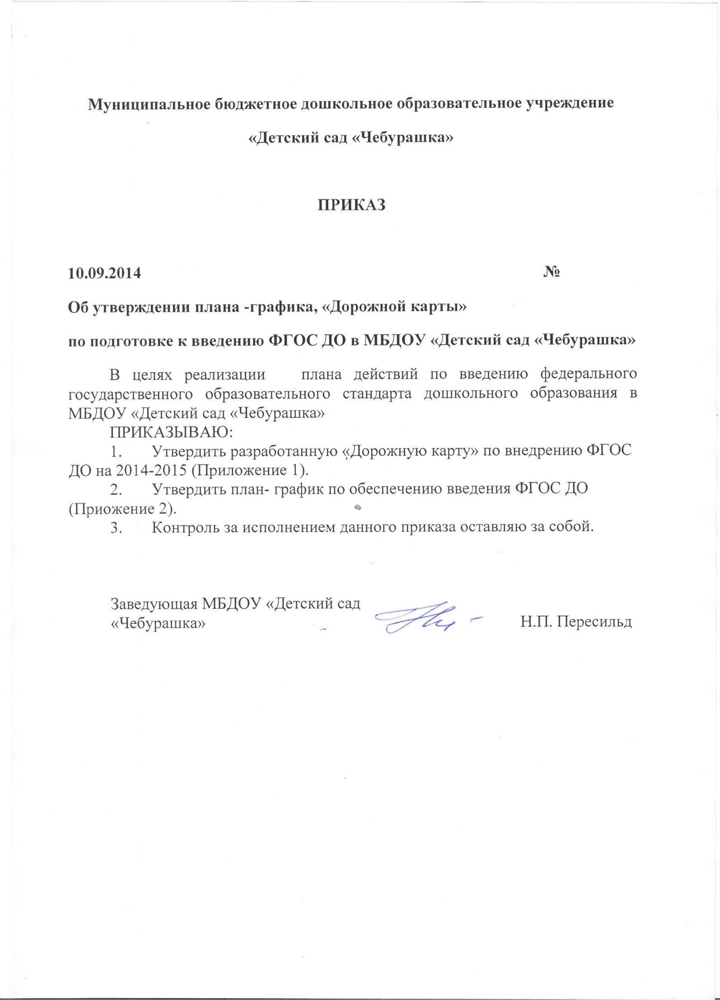 Муниципальное бюджетное дошкольное образовательное учреждение
«Детский сад «Чебурашка»
ПРИКАЗ
10.09.2014 №
Об утверждении плана -графика, «Дорожной карты»
по подготовке к введению ФГОС ДО в МБДОУ «Детский сад «Чебурашка»
В целях реализации плана действий по введению федерального
государственного образовательного стандарта дошкольного образования в
МБДОУ «Детский сад «Чебурашка»
ПРИКАЗЫВАЮ:
1. Утвердить разработанную «Дорожную карту» по внедрению ФГОС
ДО на 2014-2015 (Приложение 1).
2. Утвердить план- график по обеспечению введения ФГОС ДО
(Приожение 2).
3. Контроль за исполнением данного приказа оставляю за собой.
Заведующая МБДОУ «Детский сад
«Чебурашка» Н.П. Пересильд